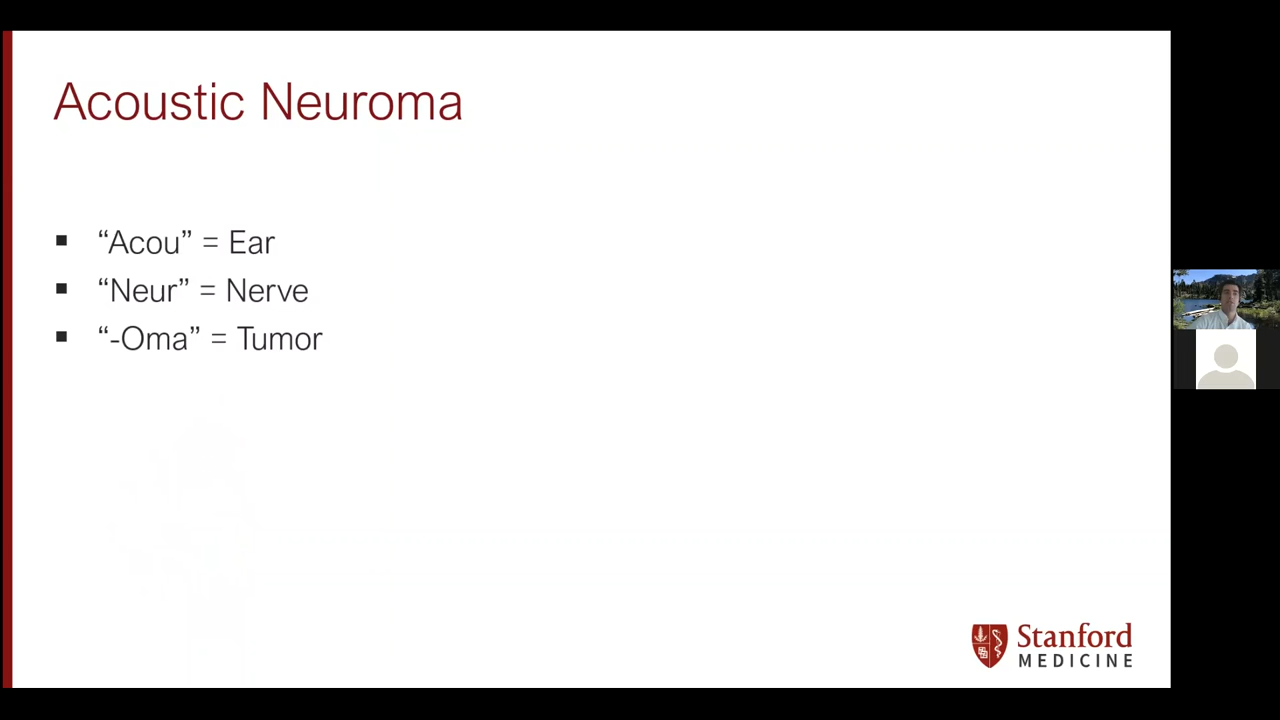 Acoustic Neuroma
▪ “Acou” = Ear
▪ “Neur” = Nerve
▪ “-Oma” = Tumor
Stanford
MEDICINE